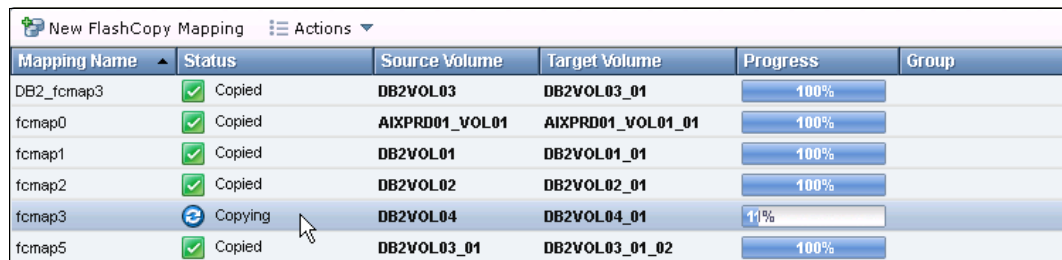 New FlashCopy Mapping Actions
Mapping Name Status Source Volume Target Volume Progress Group
DB2_fcmap3 Copied DB2VOL03 DB2VOL03_01 100%
fcmap0 Copied AIXPRD01_VOL01 AIXPRD01_VOL01_01 100%
fcmap1 Copied DB2VOL01 DB2VOL01_01 100%
fcmap2 Copied DB2VOL02 DB2VOL02_01 100%
fcmap3 Copying DB2VOL04 DB2VOL04_01 11%
fcmap5 Copied DB2VOL03_01 DB2VOL03_01_02 100%